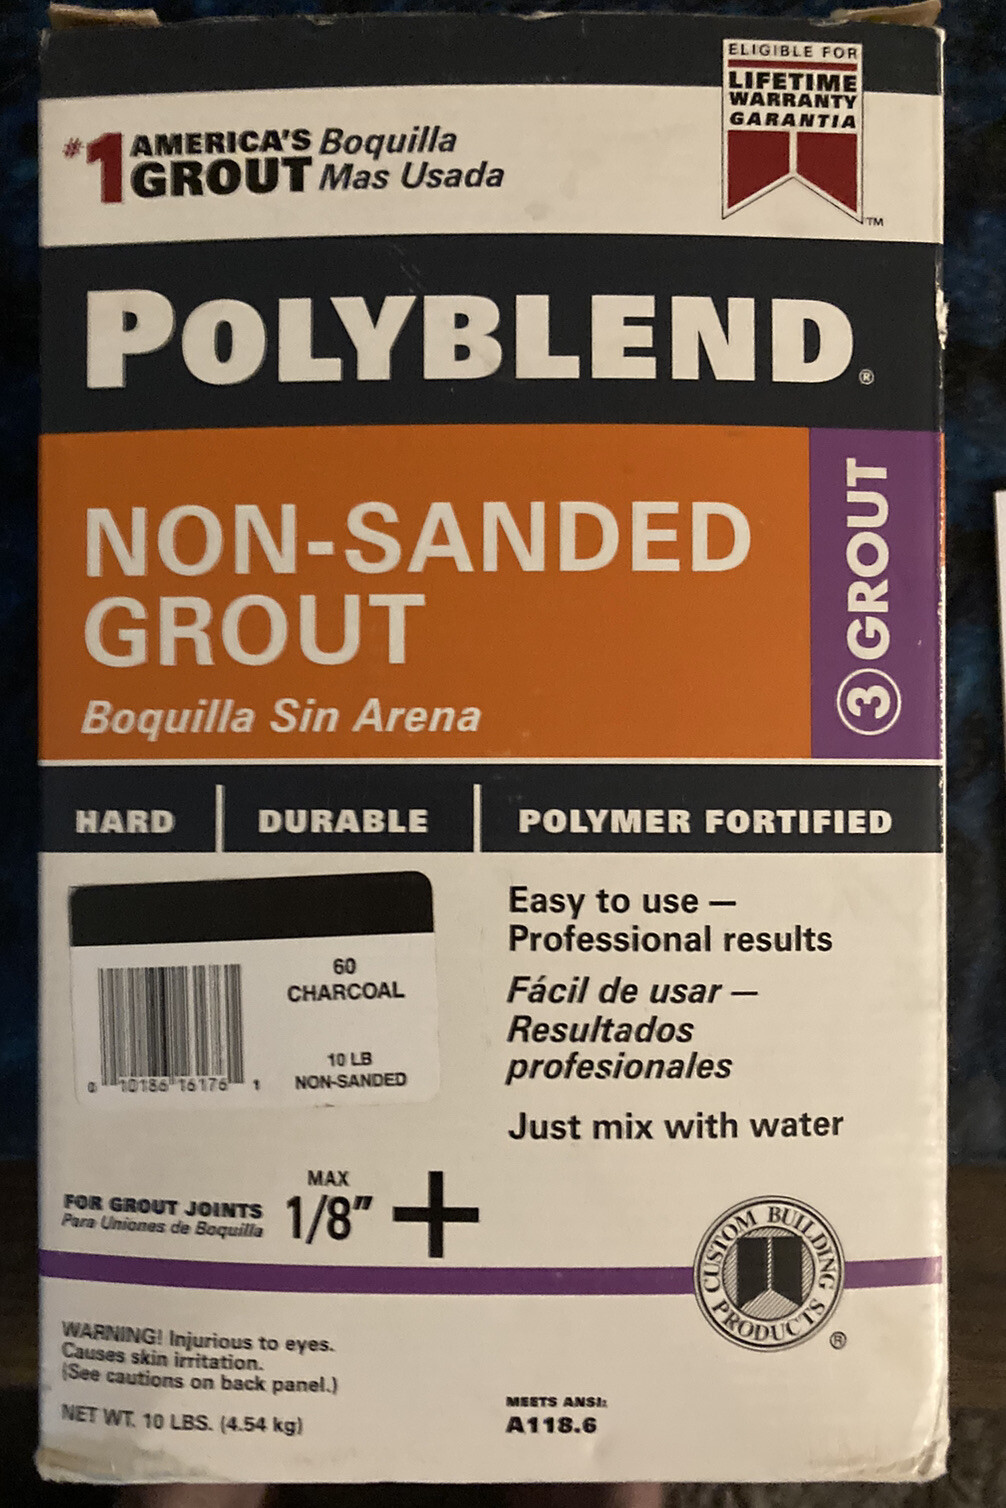 ELIGIBLE FOR
LIFETIME
WARRANTY
GARANTIA
TM
#1 AMERICA'S Boquilla
GROUT Mas Usada
POLYBLEND®
NON-SANDED
GROUT
Boquilla Sin Arena
3 GROUT
HARD DURABLE POLYMER FORTIFIED
60
CHARCOAL
10 LB
NON-SANDED
0 10186 16176 1
Easy to use —
Professional results
Fácil de usar —
Resultados
profesionales
Just mix with water
FOR GROUT JOINTS
Para Uniones de Boquilla
MAX
1/8"
CUSTOM BUILDING PRODUCTS ®
WARNING! Injurious to eyes.
Causes skin irritation.
(See cautions on back panel.)
NET WT. 10 LBS. (4.54 kg)
MEETS ANSI:
A118.6